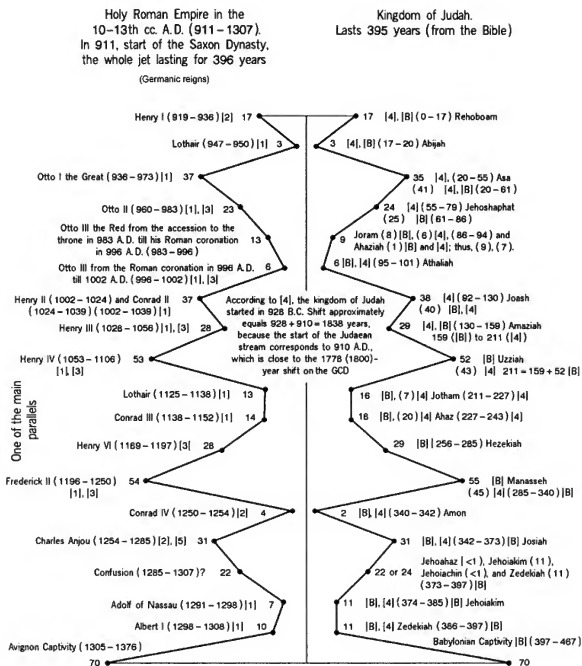 Holy Roman Empire in the
10–13th cc. A.D. (911–1307).
In 911, start of the Saxon Dynasty,
the whole jet lasting for 396 years
(Germanic reigns)
Kingdom of Judah.
Lasts 395 years (from the Bible)
Henry I (919–936) |2] 17
17 |4], |B] (0–17) Rehoboam
Lothair (947–950) |1] 3
3 |4], |B] (17–20) Abijah
Otto I the Great (936–973) |1] 37
35 |4], (20–55) Asa
(41) |4], |B] (20–61)
Otto II (960–983) |1], |3] 23
24 |4] (55–79) Jehoshaphat
(25) |B] (61–86)
Otto III the Red from the accession to the
throne in 983 A.D. till his Roman coronation
in 996 A.D. (983–996)
13
9 Joram (8) |B], (6) |4], (86–94) and
Ahaziah (1) |B] and |4]; thus, (9), (7).
Otto III from the Roman coronation in 996 A.D.
till 1002 A.D. (996–1002) |1], |3]
6
6 |B], |4] (95–101) Athaliah
Henry II (1002–1024) and Conrad II 37
(1024–1039) (1002–1039) |1]
38 |4] (92–130) Joash
(40) |B], |4]
According to [4], the kingdom of Judah
started in 928 B.C. Shift approximately
equals 928+910=1838 years,
because the start of the Judaean
stream corresponds to 910 A.D.,
which is close to the 1778 (1800)–
year shift on the GCD
Henry III (1028–1056) |1], |3] 28
29 |4], |B] (130–159) Amaziah
159 (|B]) to 211 (|4])
Henry IV (1053–1106) 53
|1], |3]
52 |B] Uzziah
(43) |4] 211=159+52 |B]
Lothair (1125–1138) |1] 13
16 |B], (7) |4] Jotham (211–227) |4]
Conrad III (1138–1152) |1] 14
16 |B], (20) |4] Ahaz (227–243) |4]
Henry VI (1169–1197) |3] 28
29 |B] (256–285) Hezekiah
One of the main
parallels
Frederick II (1196–1250) 54
|1], |3]
55 |B] Manasseh
(45) |4] (285–340) |B]
Conrad IV (1250–1254) |2] 4
2 |B], |4] (340–342) Amon
Charles Anjou (1254–1285) |2], |5] 31
31 |B], |4] (342–373) |B] Josiah
Confusion (1285–1307)? 22
22 or 24
Jehoahaz |<1), Jehoiakim (11),
Jehoiachin (<1), and Zedekiah (11)
(373–397) |B]
Adolf of Nassau (1291–1298) |1] 7
11 |B], |4] (374–385) |B] Jehoiakim
Albert I (1298–1308) |1] 10
11 |B], |4] Zedekiah (386–397) |B]
Avignon Captivity (1305–1376)
Babylonian Captivity |B] (397–467)
70
70